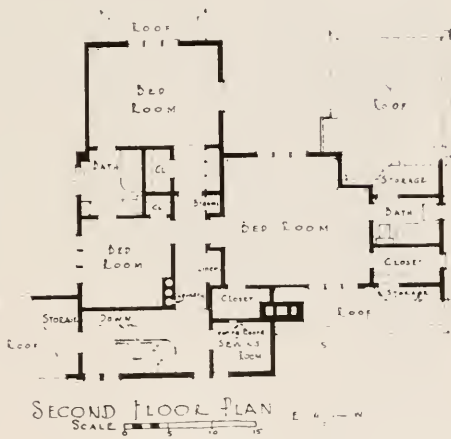 ROOF
BED
ROOM
ROOF
BATH
CL
STORAGE
CL
Broom
BATH
BED ROOM
BED
ROOM
CLOSET
Linen
STORAGE
CLOSET
STORAGE
DOWN
ROOF
ROOF
ROOM
SECOND FLOOR PLAN
SCALE 0 5 10 15